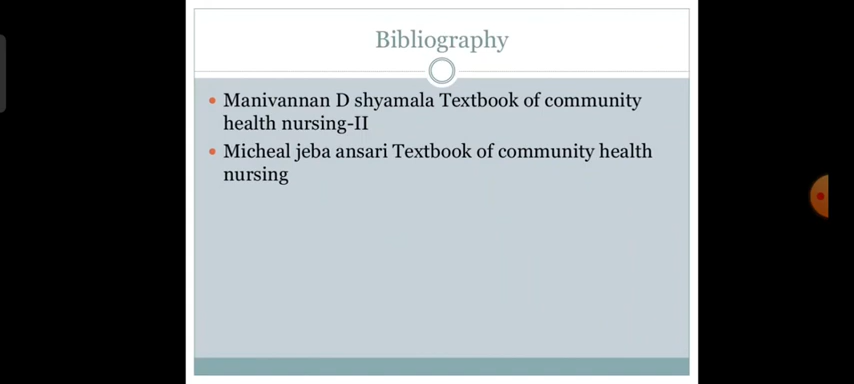 Bibliography
Manivannan D shyamala Textbook of community
health nursing-II
Micheal jeba ansari Textbook of community health
nursing